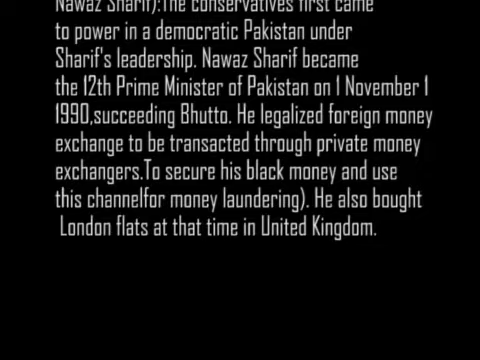 Nawaz Sharif):The conservatives first came
to power in a democratic Pakistan under
Sharif's leadership. Nawaz Sharif became
the 12th Prime Minister of Pakistan on 1 November 1
1990,succeeding Bhutto. He legalized foreign money
exchange to be transacted through private money
exchangers.To secure his black money and use
this channelfor money laundering). He also bought
London flats at that time in United Kingdom.